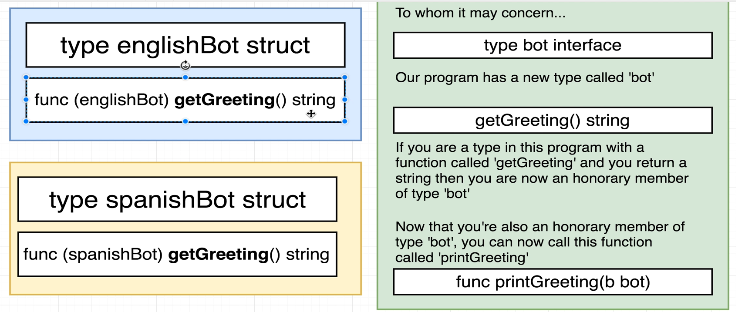 type englishBot struct
func (englishBot) getGreeting() string
type spanishBot struct
func (spanishBot) getGreeting() string
To whom it may concern...
type bot interface
Our program has a new type called 'bot'
getGreeting() string
If you are a type in this program with a
function called 'getGreeting' and you return a
string then you are now an honorary member
of type 'bot'
Now that you're also an honorary member of
type 'bot', you can now call this function
called 'printGreeting'
func printGreeting(b bot)